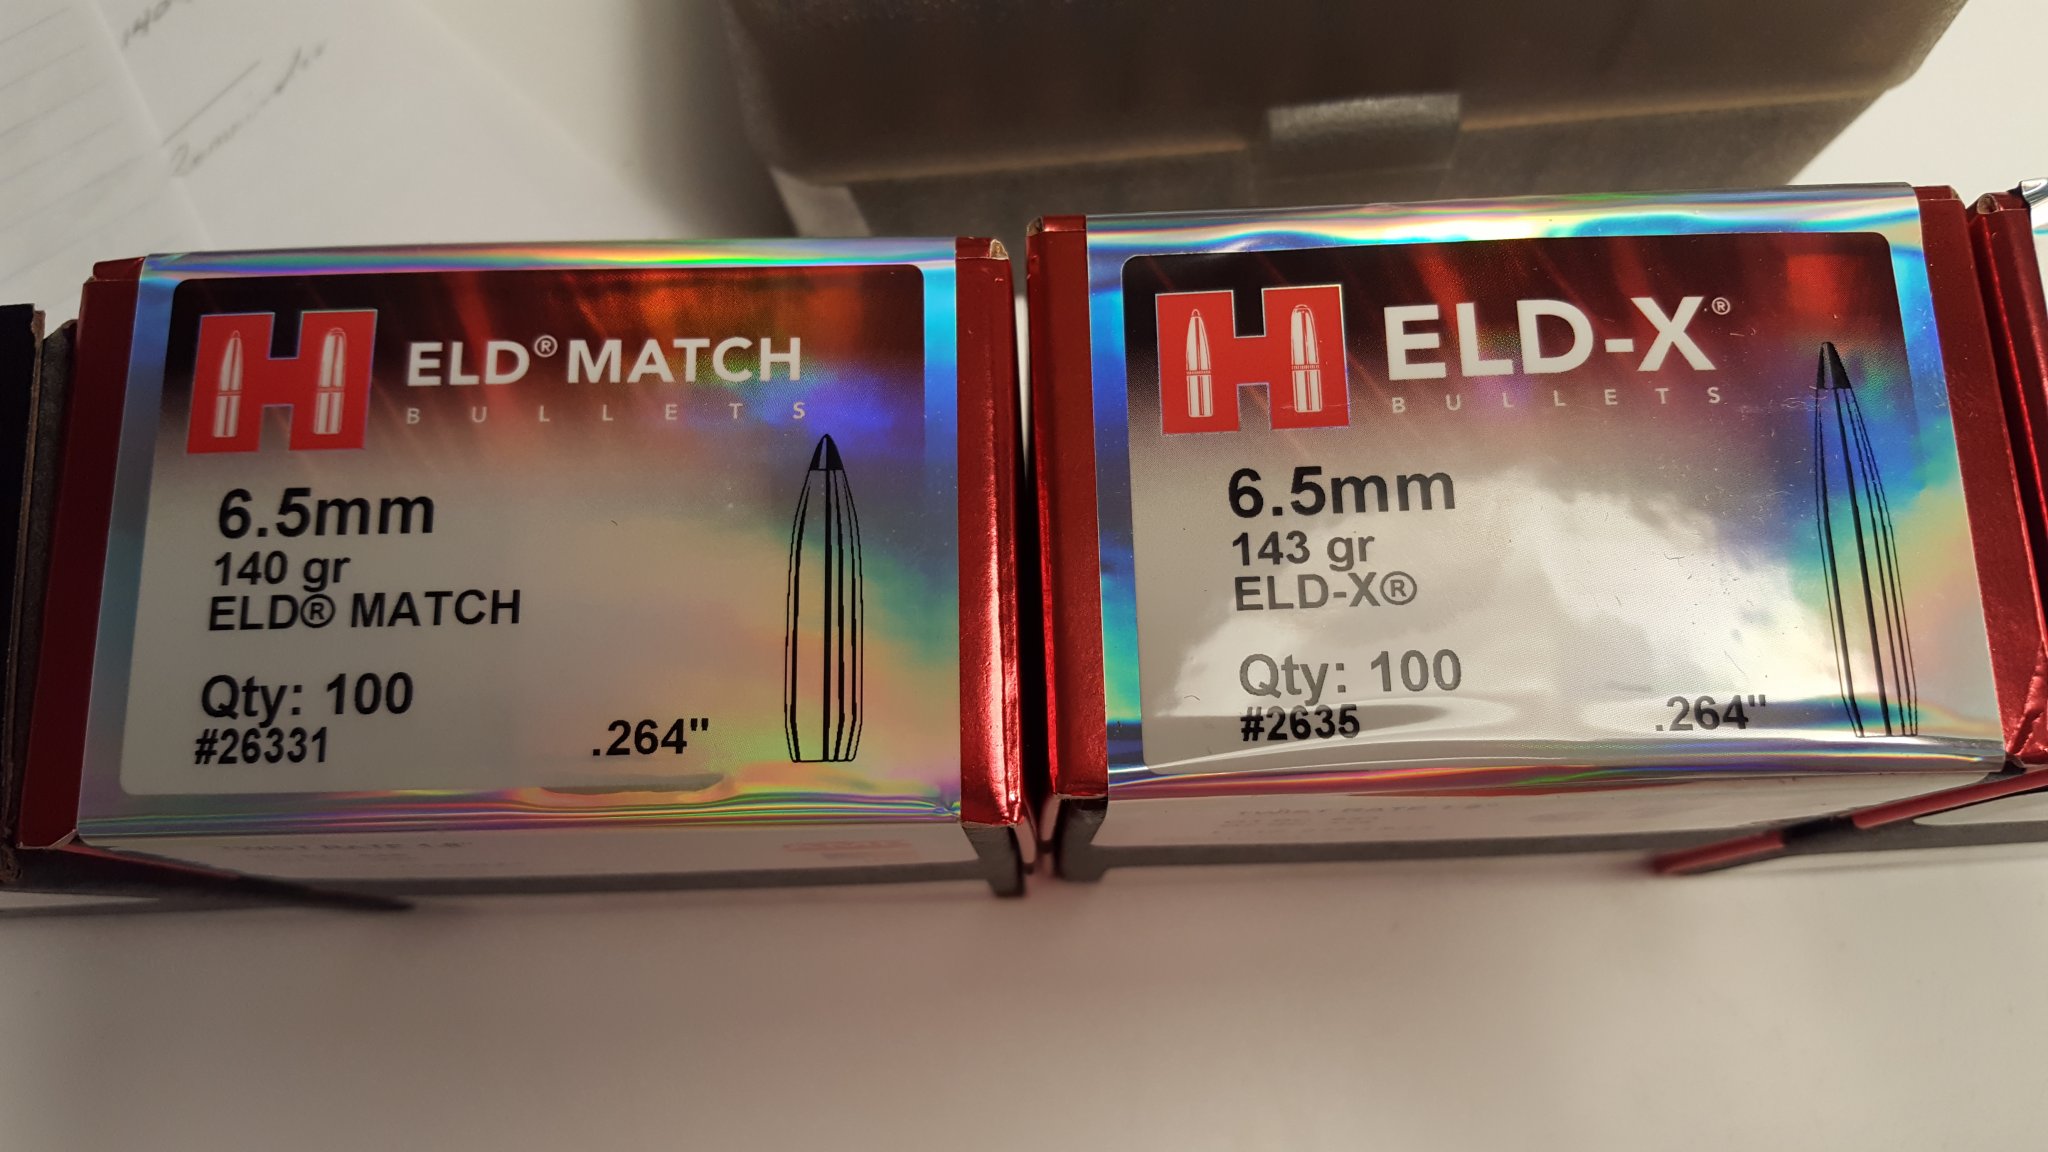 ELD® MATCH
BULLETS
6.5mm
140 gr
ELD® MATCH
Qty: 100
#26331
.264"
ELD-X®
BULLETS
6.5mm
143 gr
ELD-X®
Qty: 100
#2635
.264"